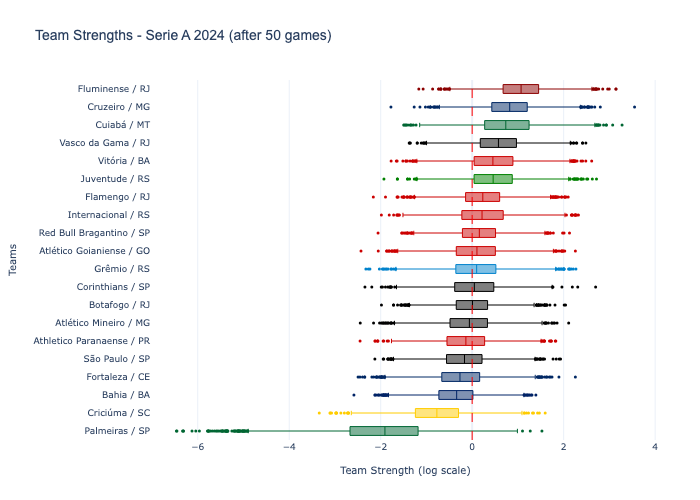 Team Strengths - Serie A 2024 (after 50 games)
Fluminense / RJ
Cruzeiro / MG
Cuiabá / MT
Vasco da Gama / RJ
Vitória / BA
Juventude / RS
Flamengo / RJ
Internacional / RS
Red Bull Bragantino / SP
Atlético Goianiense / GO
Grêmio / RS
Corinthians / SP
Botafogo / RJ
Atlético Mineiro / MG
Athletico Paranaense / PR
São Paulo / SP
Fortaleza / CE
Bahia / BA
Criciúma / SC
Palmeiras / SP
Teams
−6 −4 −2 0 2 4
Team Strength (log scale)